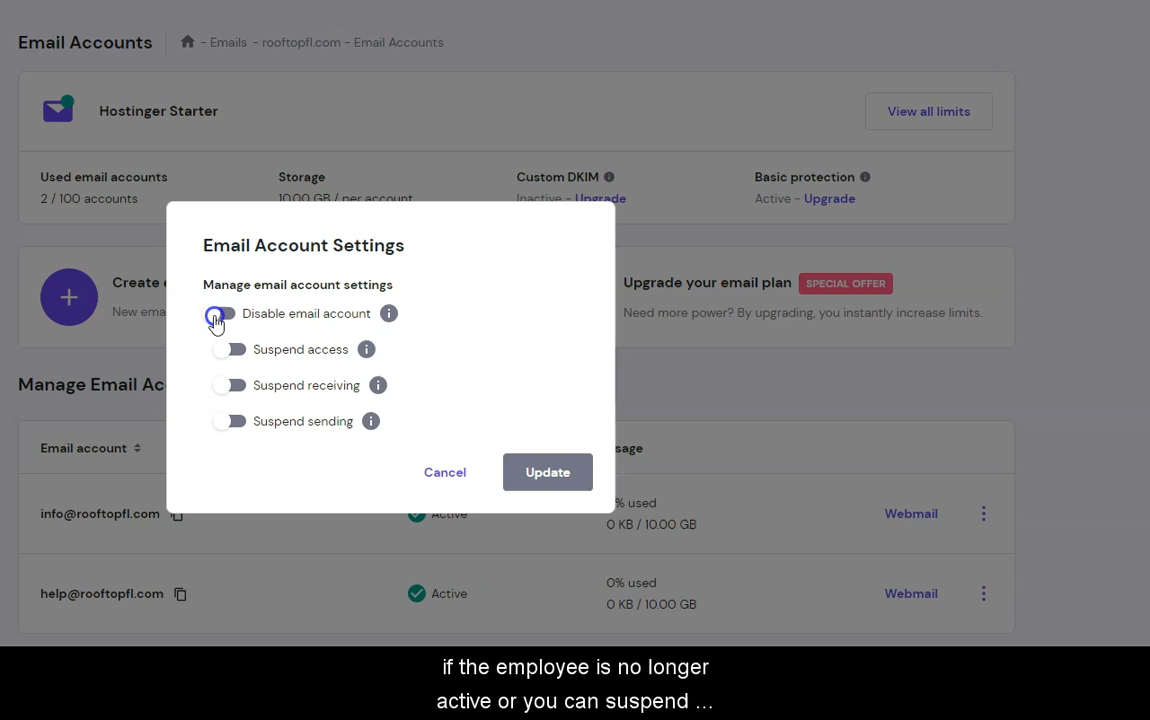 Email Accounts
- Emails - rooftopfl.com - Email Accounts
Hostinger Starter
View all limits
Used email accounts
Storage
Custom DKIM
Basic protection
2 / 100 accounts
10.00 GB / per account
Inactive - Upgrade
Active - Upgrade
Email Account Settings
Manage email account settings
Disable email account
Suspend access
Suspend receiving
Suspend sending
Cancel
Update
Create
New
Upgrade your email plan SPECIAL OFFER
Need more power? By upgrading, you instantly increase limits.
Manage Email
Email account
info@rooftopfl.com
Active
% used
0 KB / 10.00 GB
Webmail
help@rooftopfl.com
Active
0% used
0 KB / 10.00 GB
Webmail
if the employee is no longer
active or you can suspend ...